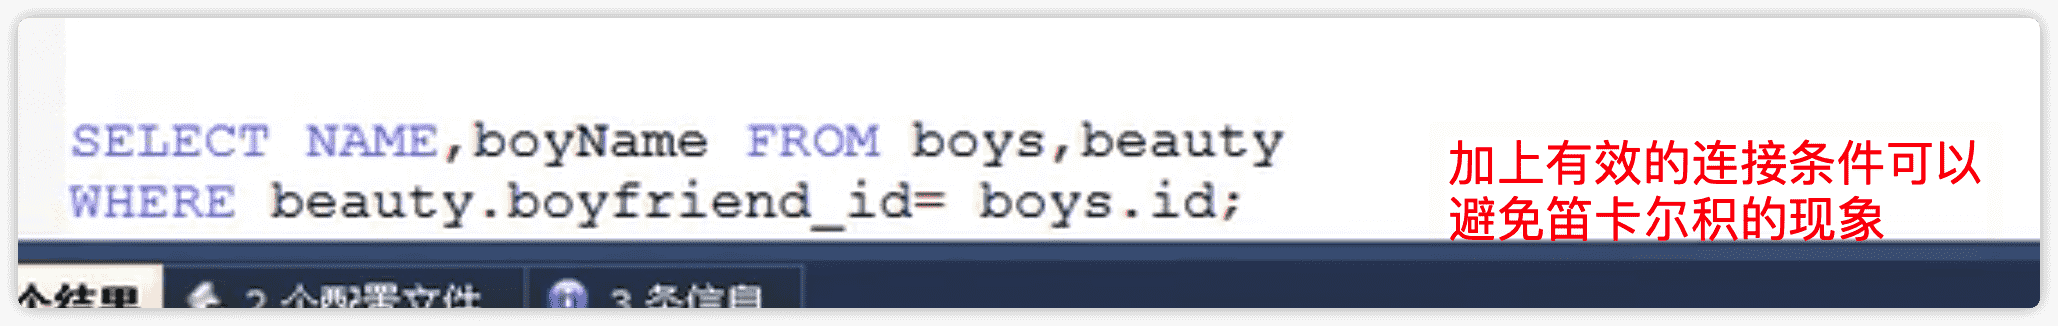 SELECT NAME,boyName FROM boys,beauty
WHERE beauty.boyfriend_id= boys.id;
加上有效的连接条件可以
避免笛卡尔积的现象
个结果 2 个配置文件 3 条信息